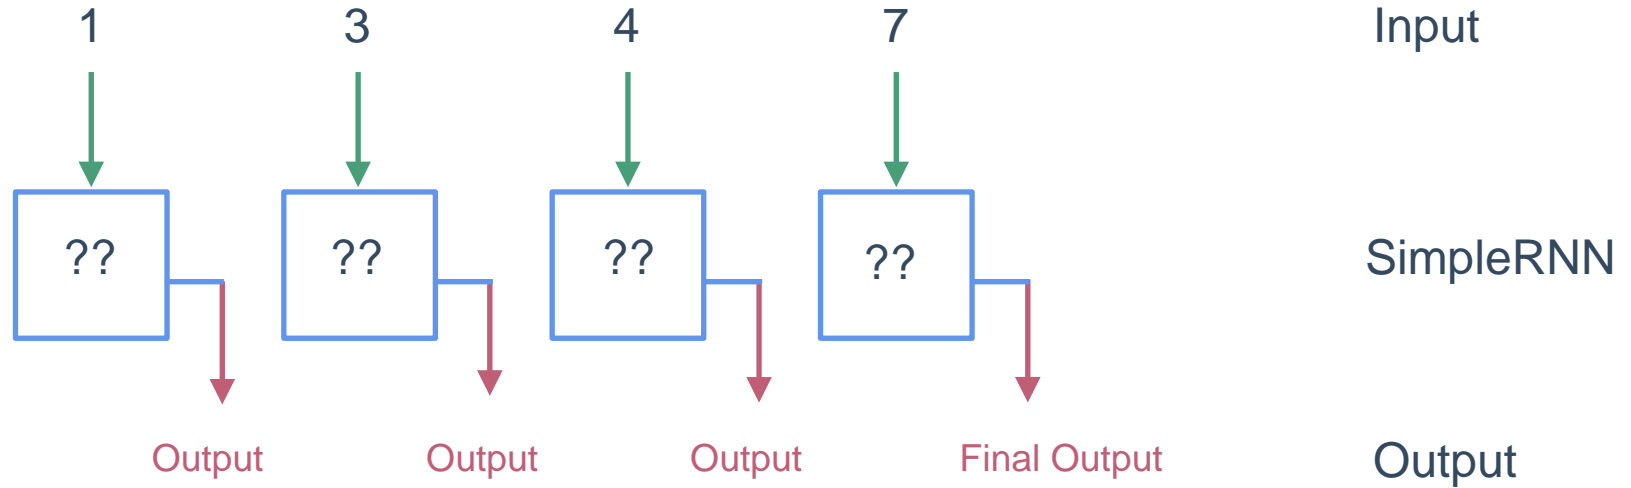 1 3 4 7 Input
?? ?? ?? ?? SimpleRNN
Output Output Output Final Output Output